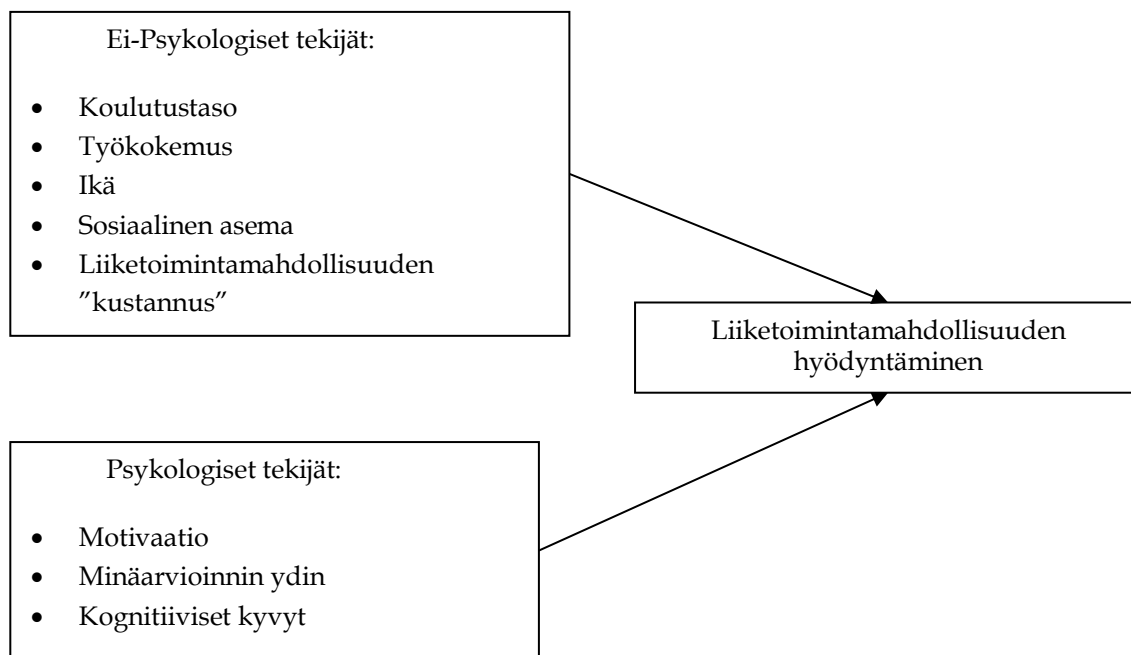 Ei-Psykologiset tekijät:
• Koulutustaso
• Työkokemus
• Ikä
• Sosiaalinen asema
• Liiketoimintamahdollisuuden
”kustannus”
Liiketoimintamahdollisuuden
hyödyntäminen
Psykologiset tekijät:
• Motivaatio
• Minäarvioinnin ydin
• Kognitiiviset kyvyt